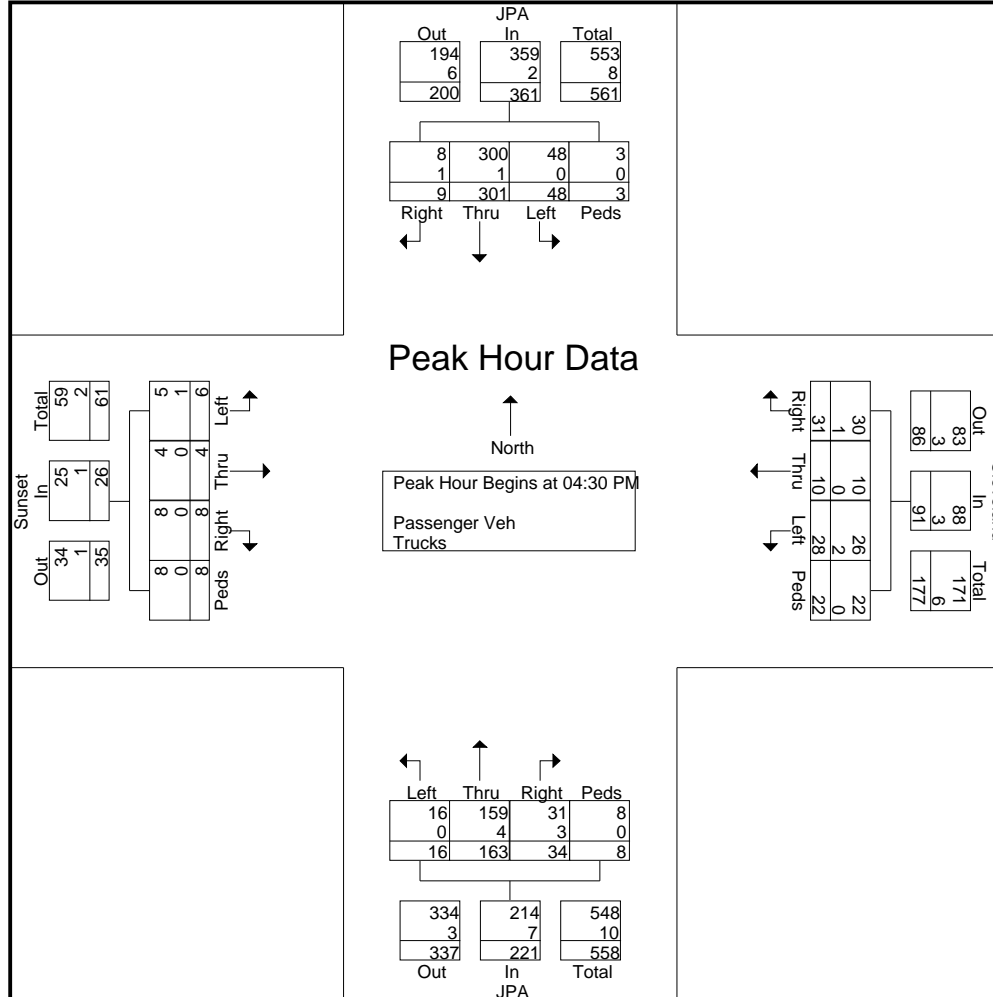 JPA
Out In Total
194 359 553
6 2 8
200 361 561
8 300 48 3
1 1 0 0
9 301 48 3
Right Thru Left Peds
Peak Hour Data
North
Peak Hour Begins at 04:30 PM
Passenger Veh
Trucks
Sunset
Total In Out
59 25 34
2 1 1
61 26 35
5 4 8 8
1 0 0 0
6 4 8 8
Left Thru Right Peds
Right Thru Left Peds
31 10 28 22
1 0 2 0
30 10 26 22
86 91 177
3 3 6
83 88 171
Out In Total
Left Thru Right Peds
16 159 31 8
0 4 3 0
16 163 34 8
334 214 548
3 7 10
337 221 558
Out In Total
JPA